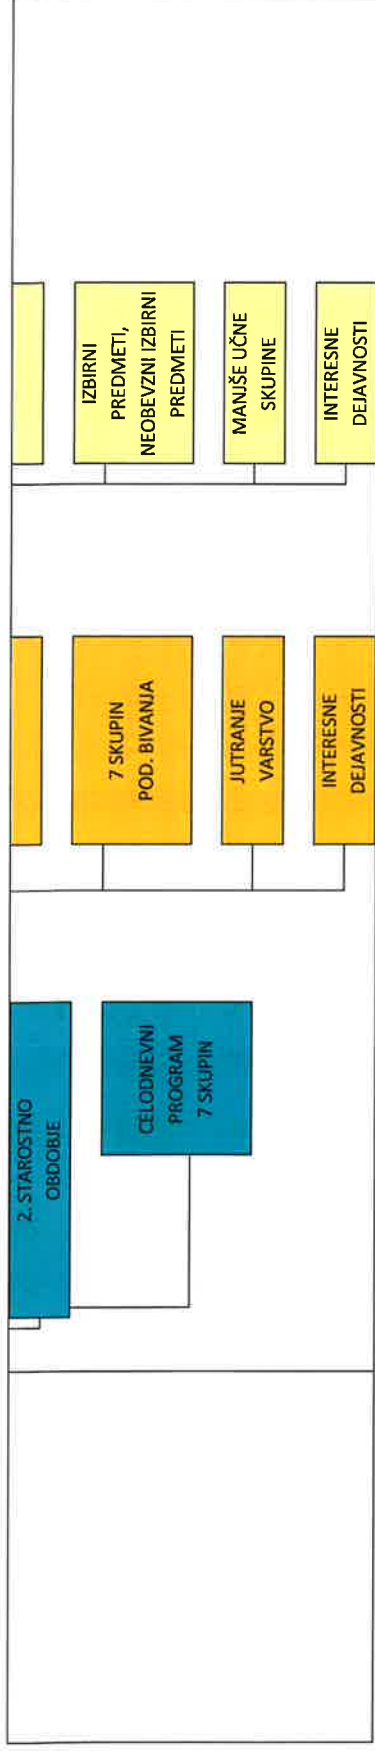 2. STAROSTNO
OBDOBJE
CELODNEVNI
PROGRAM
7 SKUPIN
7 SKUPIN
POD. BIVANJA
JUTRANJE
VARSTVO
INTERESNE
DEJAVNOSTI
IZBIRNI
PREDMETI,
NEOBEVZNI IZBIRNI
PREDMETI
MANJŠE UČNE
SKUPINE
INTERESNE
DEJAVNOSTI